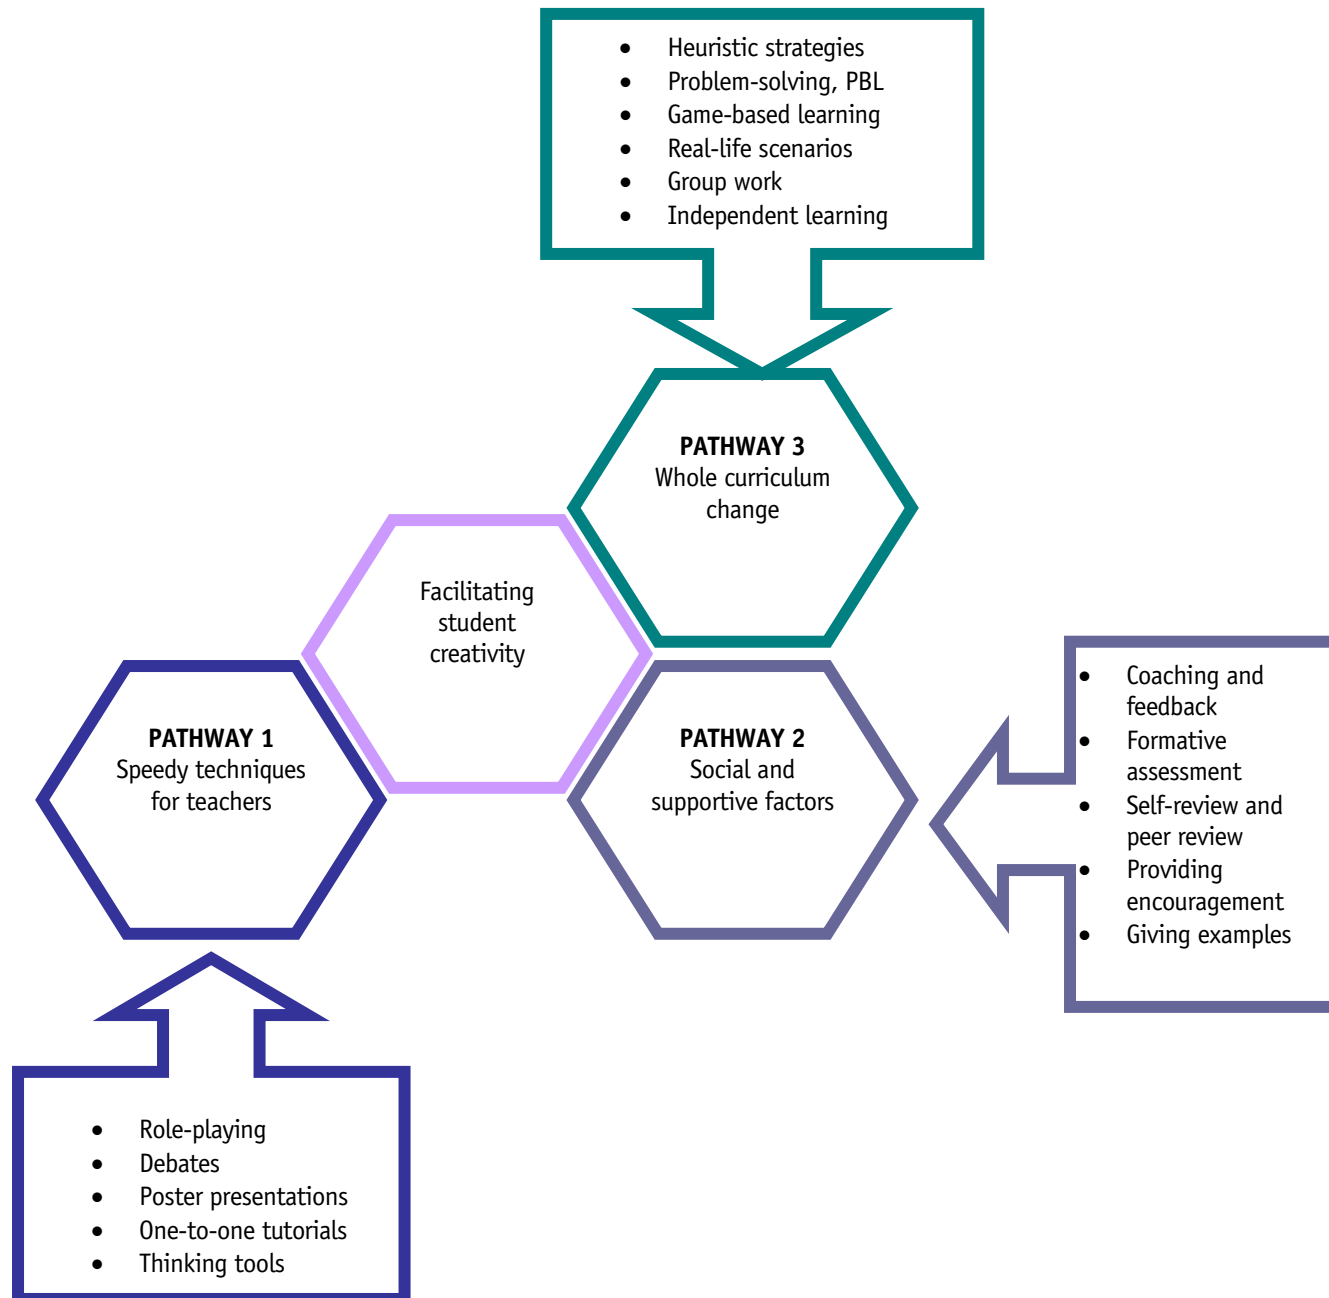 • Heuristic strategies
• Problem-solving, PBL
• Game-based learning
• Real-life scenarios
• Group work
• Independent learning
PATHWAY 3
Whole curriculum
change
Facilitating
student
creativity
PATHWAY 1
Speedy techniques
for teachers
PATHWAY 2
Social and
supportive factors
• Coaching and
feedback
• Formative
assessment
• Self-review and
peer review
• Providing
encouragement
• Giving examples
• Role-playing
• Debates
• Poster presentations
• One-to-one tutorials
• Thinking tools